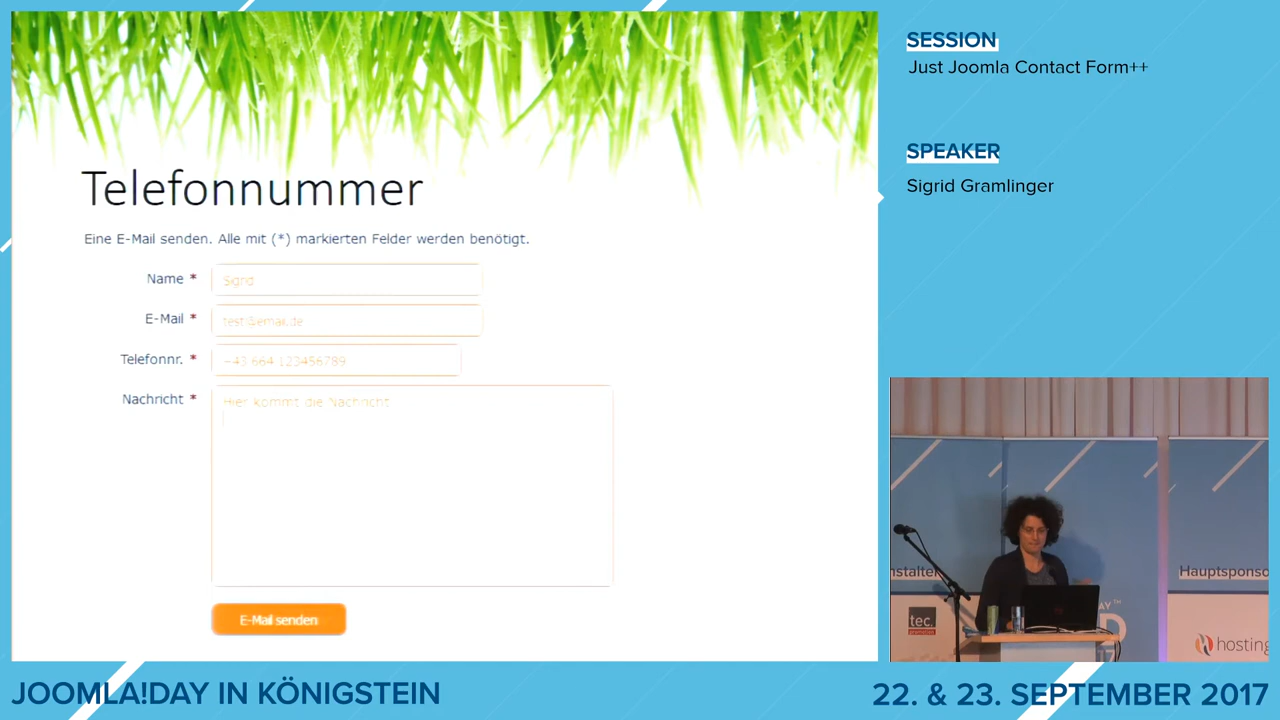 SESSION
Just Joomla Contact Form++
SPEAKER
Sigrid Gramlinger
Telefonnummer
Eine E-Mail senden. Alle mit (*) markierten Felder werden benötigt.
Name *
Sigrid
E-Mail *
test@email.de
Telefonnr. *
+43 664 123456789
Nachricht *
Hier kommt die Nachricht
E-Mail senden
nstalter
Hauptsponso
tec.
hosting
JOOMLA!DAY IN KÖNIGSTEIN
22. & 23. SEPTEMBER 2017